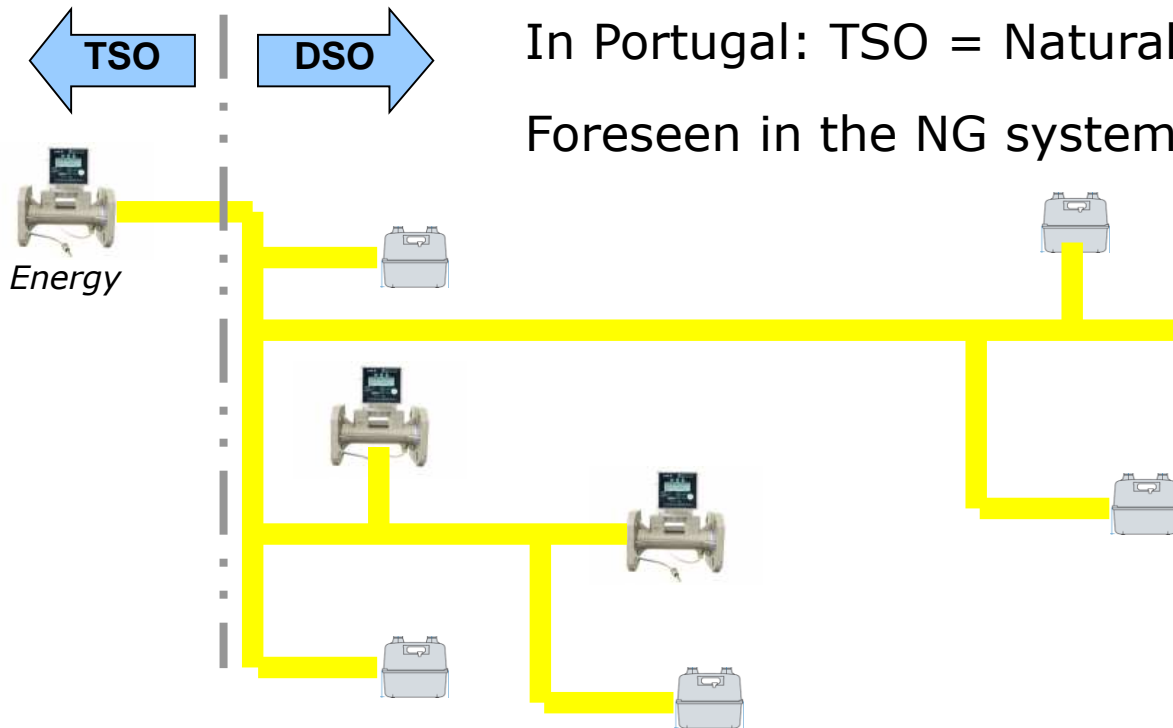 TSO DSO
In Portugal: TSO = Natural
Foreseen in the NG system
Energy